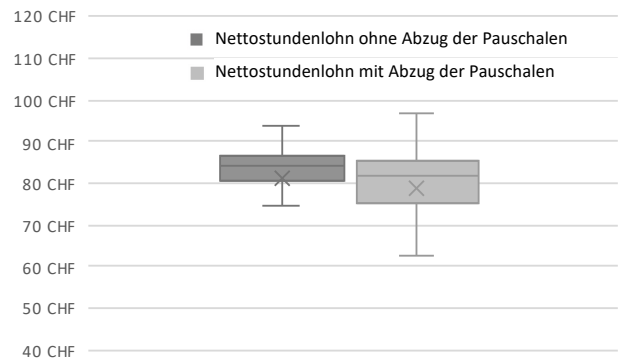 120 CHF
Nettostundenlohn ohne Abzug der Pauschalen
110 CHF
Nettostundenlohn mit Abzug der Pauschalen
100 CHF
90 CHF
80 CHF
70 CHF
60 CHF
50 CHF
40 CHF